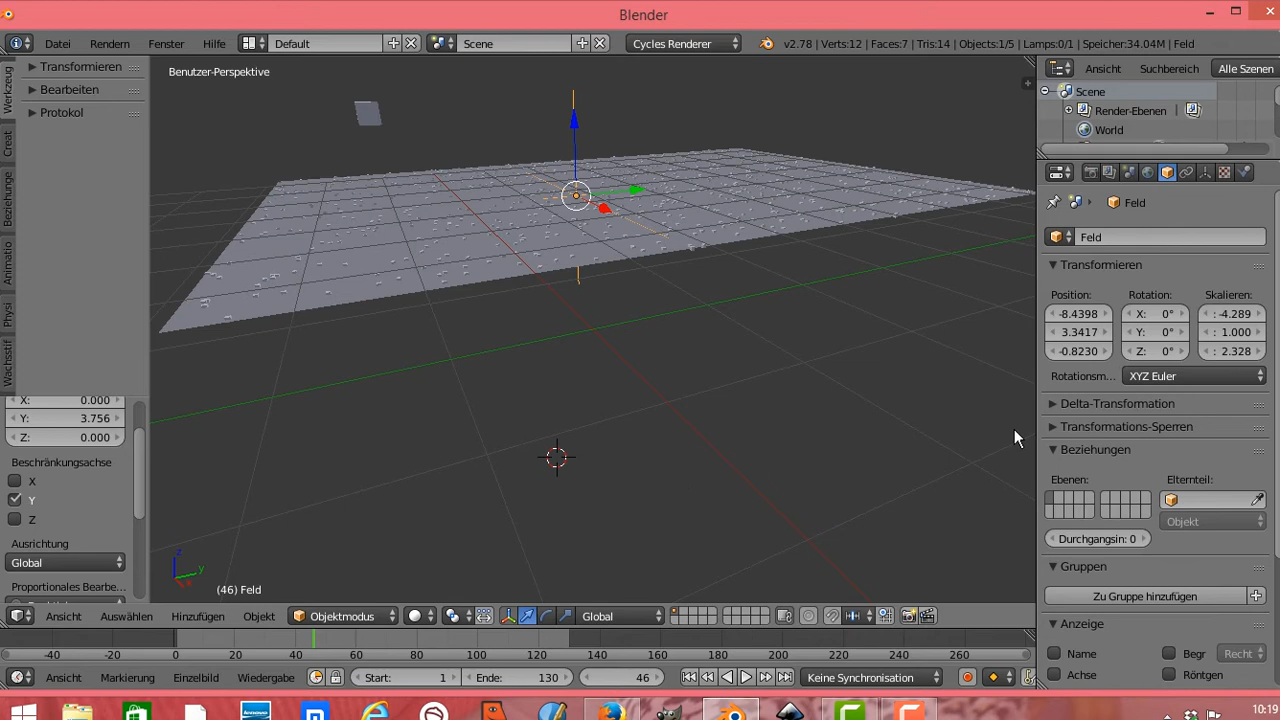 Blender
Datei Rendern Fenster Hilfe Default Scene Cycles Renderer v2.78 | Verts:12 | Faces:7 | Tris:14 | Objects:1/5 | Lamps:0/1 | Speicher:34.04M | Feld
Transformieren
Bearbeiten
Protokol
Werkzeug
Creat
Beziehunge
Animatio
Physi
Wachsstif
X: 0.000
Y: 3.756
Z: 0.000
Beschränkungsachse
X
Y
Z
Ausrichtung
Global
Proportionales Bearbe...
Benutzer-Perspektive
z
y
(46) Feld
Ansicht Auswählen Hinzufügen Objekt Objektmodus Global
-40 -20 0 20 40 60 80 100 120 140 160 180 200 220 240 260
Ansicht Markierung Einzelbild Wiedergabe Start: 1 Ende: 130 46 Keine Synchronisation
Ansicht Suchbereich Alle Szenen
Scene
Render-Ebenen
World
Feld
Feld
Transformieren
Position: Rotation: Skalieren:
-8.4398 X: 0° : -4.289
3.3417 Y: 0° : 1.000
-0.8230 Z: 0° : 2.328
Rotationsm... XYZ Euler
Delta-Transformation
Transformations-Sperren
Beziehungen
Ebenen: Elternteil:
Objekt
Durchgangsin: 0
Gruppen
Zu Gruppe hinzufügen
Anzeige
Name Begr Recht
Achse Röntgen
10:19